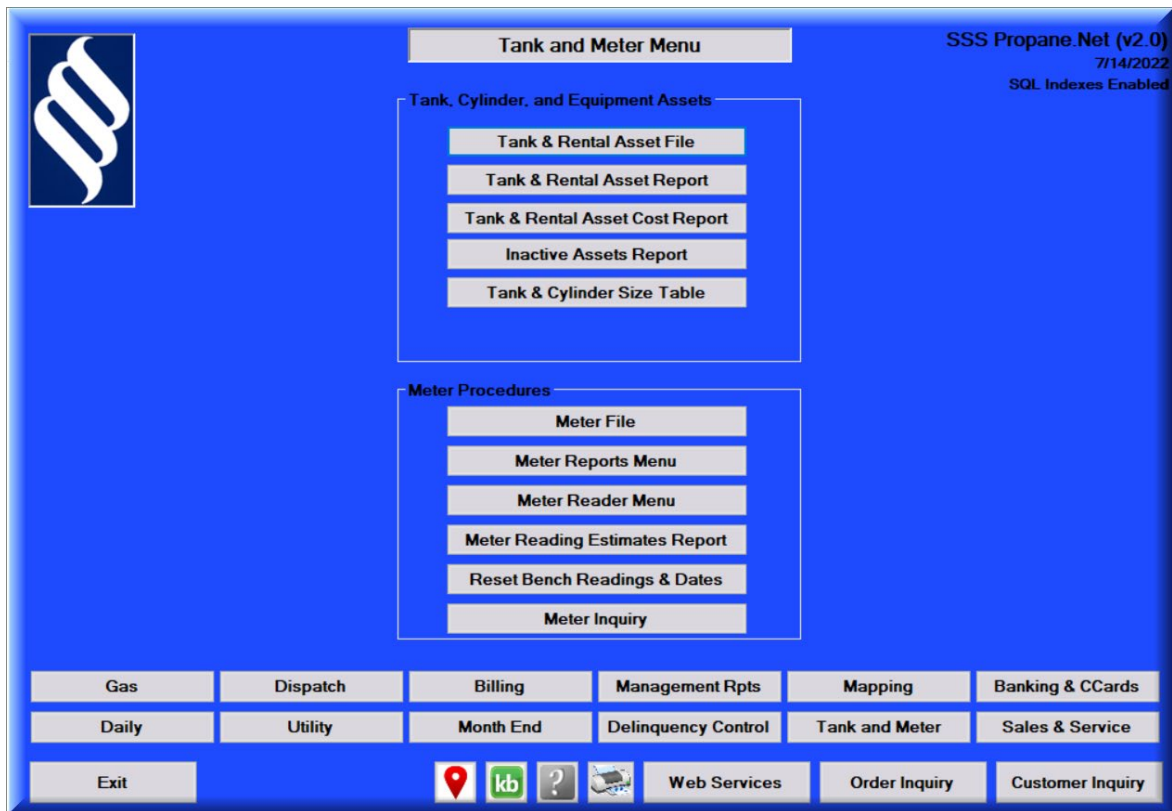 Tank and Meter Menu
SSS Propane.Net (v2.0)
7/14/2022
SQL Indexes Enabled
Tank, Cylinder, and Equipment Assets
Tank & Rental Asset File
Tank & Rental Asset Report
Tank & Rental Asset Cost Report
Inactive Assets Report
Tank & Cylinder Size Table
Meter Procedures
Meter File
Meter Reports Menu
Meter Reader Menu
Meter Reading Estimates Report
Reset Bench Readings & Dates
Meter Inquiry
Gas Dispatch Billing Management Rpts Mapping Banking & CCards
Daily Utility Month End Delinquency Control Tank and Meter Sales & Service
Exit kb ? Web Services Order Inquiry Customer Inquiry